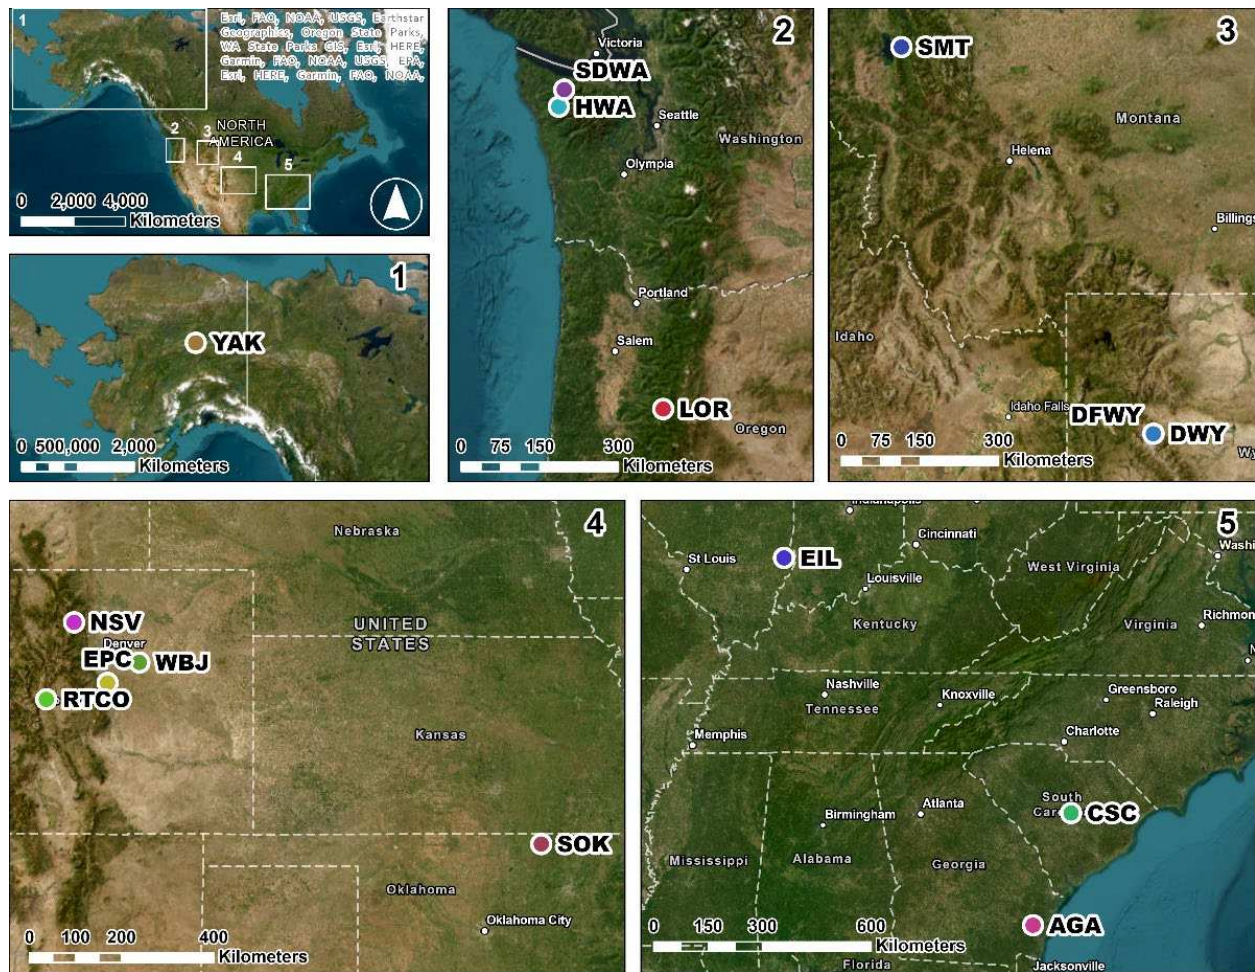 1
Esri, FAO, NOAA, USGS, Earthstar
Geographics, Oregon State Parks,
WA State Parks GIS, Esri, HERE,
Garmin, FAO, NOAA, USGS, EPA,
Esri, HERE, Garmin, FAO, NOAA,
NORTH
AMERICA
2
3
4
5
0 2,000 4,000
Kilometers
1
YAK
0 500,000 2,000
Kilometers
2
Victoria
SDWA
HWA
Seattle
Washington
Olympia
Portland
Salem
LOR
Oregon
0 75 150 300
Kilometers
3
SMT
Montana
Helena
Billings
Idaho
Idaho Falls
DFWY
DWY
Wy
0 75 150 300
Kilometers
4
Nebraska
NSV
UNITED
STATES
Denver
EPC
WBJ
RTCO
Kansas
SOK
Oklahoma
Oklahoma City
0 100 200 400
Kilometers
5
Indianapolis
Cincinnati
Washi
St Louis
EIL
West Virginia
Louisville
Richmon
Kentucky
Virginia
Nashville
Tennessee
Knoxville
Greensboro
Raleigh
Memphis
Charlotte
South
Car
CSC
Birmingham
Atlanta
Mississippi
Alabama
Georgia
AGA
0 150 300 600
Kilometers
Florida
Jacksonville